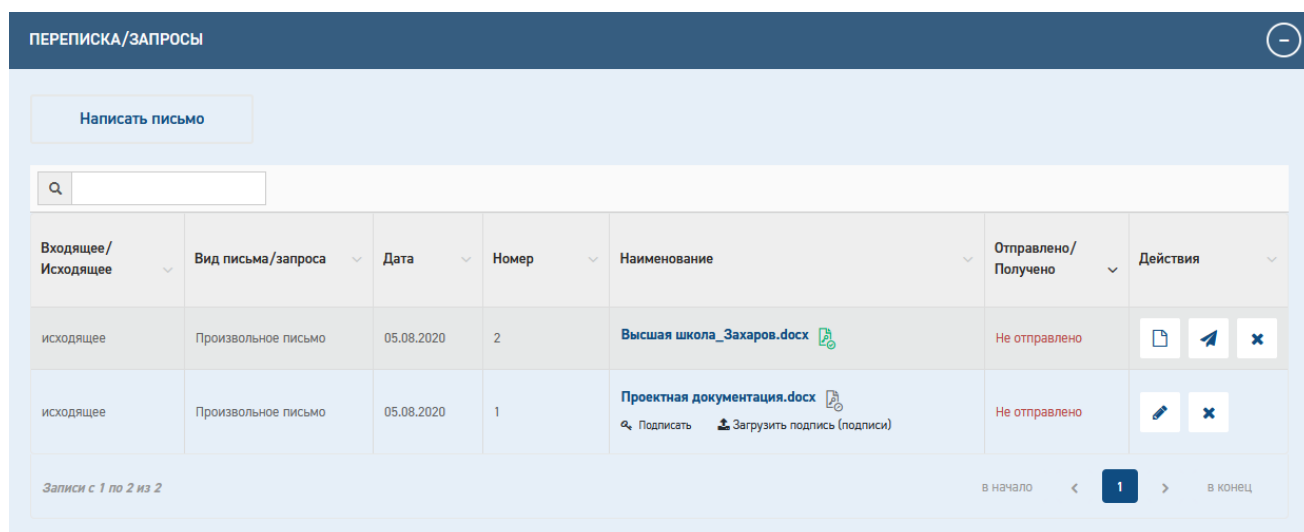 ПЕРЕПИСКА/ЗАПРОСЫ
Написать письмо
Входящее/
Исходящее
Вид письма/запроса
Дата
Номер
Наименование
Отправлено/
Получено
Действия
исходящее
Произвольное письмо
05.08.2020
2
Высшая школа_Захаров.docx
Не отправлено
исходящее
Произвольное письмо
05.08.2020
1
Проектная документация.docx
Подписать
Загрузить подпись (подписи)
Не отправлено
Записи с 1 по 2 из 2
в начало
1
в конец